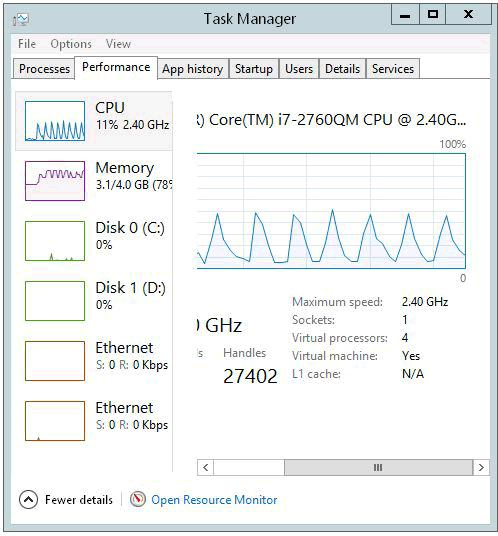 Task Manager
File Options View
Processes Performance App history Startup Users Details Services
CPU
11% 2.40 GHz
Memory
3.1/4.0 GB (78%
Disk 0 (C:)
0%
Disk 1 (D:)
0%
Ethernet
S: 0 R: 0 Kbps
Ethernet
S: 0 R: 0 Kbps
R) Core(TM) i7-2760QM CPU @ 2.40G...
100%
0
GHz
Handles
27402
Maximum speed: 2.40 GHz
Sockets: 1
Virtual processors: 4
Virtual machine: Yes
L1 cache: N/A
Fewer details
Open Resource Monitor